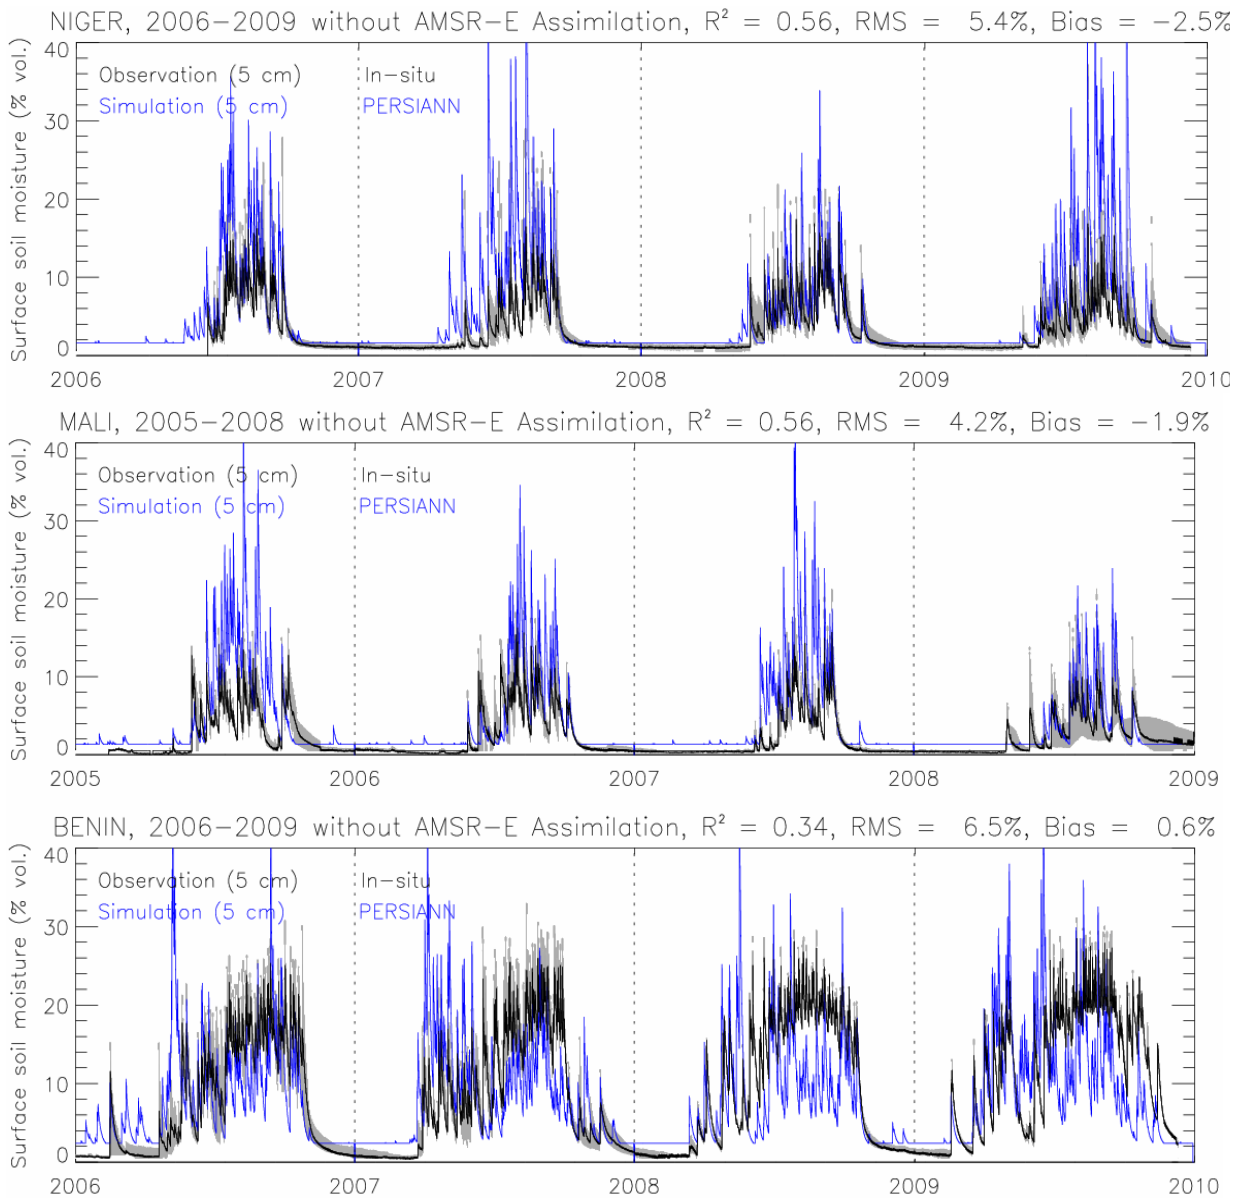 NIGER, 2006-2009 without AMSR-E Assimilation, R² = 0.56, RMS = 5.4%, Bias = -2.5%
Surface soil moisture (% vol.)
40
30
20
10
0
Observation (5 cm) In-situ
Simulation (5 cm) PERSIANN
2006 2007 2008 2009 2010
MALI, 2005-2008 without AMSR-E Assimilation, R² = 0.56, RMS = 4.2%, Bias = -1.9%
Surface soil moisture (% vol.)
40
30
20
10
0
Observation (5 cm) In-situ
Simulation (5 cm) PERSIANN
2005 2006 2007 2008 2009
BENIN, 2006-2009 without AMSR-E Assimilation, R² = 0.34, RMS = 6.5%, Bias = 0.6%
Surface soil moisture (% vol.)
40
30
20
10
0
Observation (5 cm) In-situ
Simulation (5 cm) PERSIANN
2006 2007 2008 2009 2010